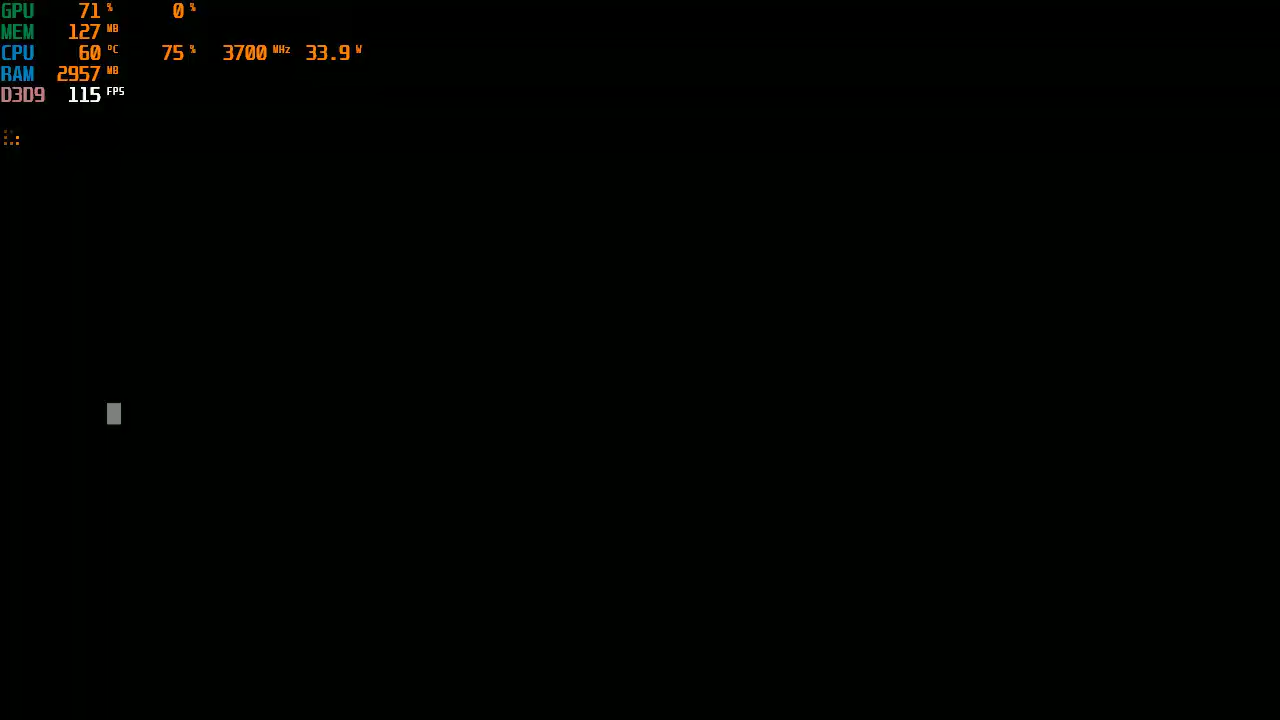 GPU 71 % 0 %
MEM 127 MB
CPU 60 °C 75 % 3700 MHz 33.9 W
RAM 2957 MB
D3D9 115 FPS